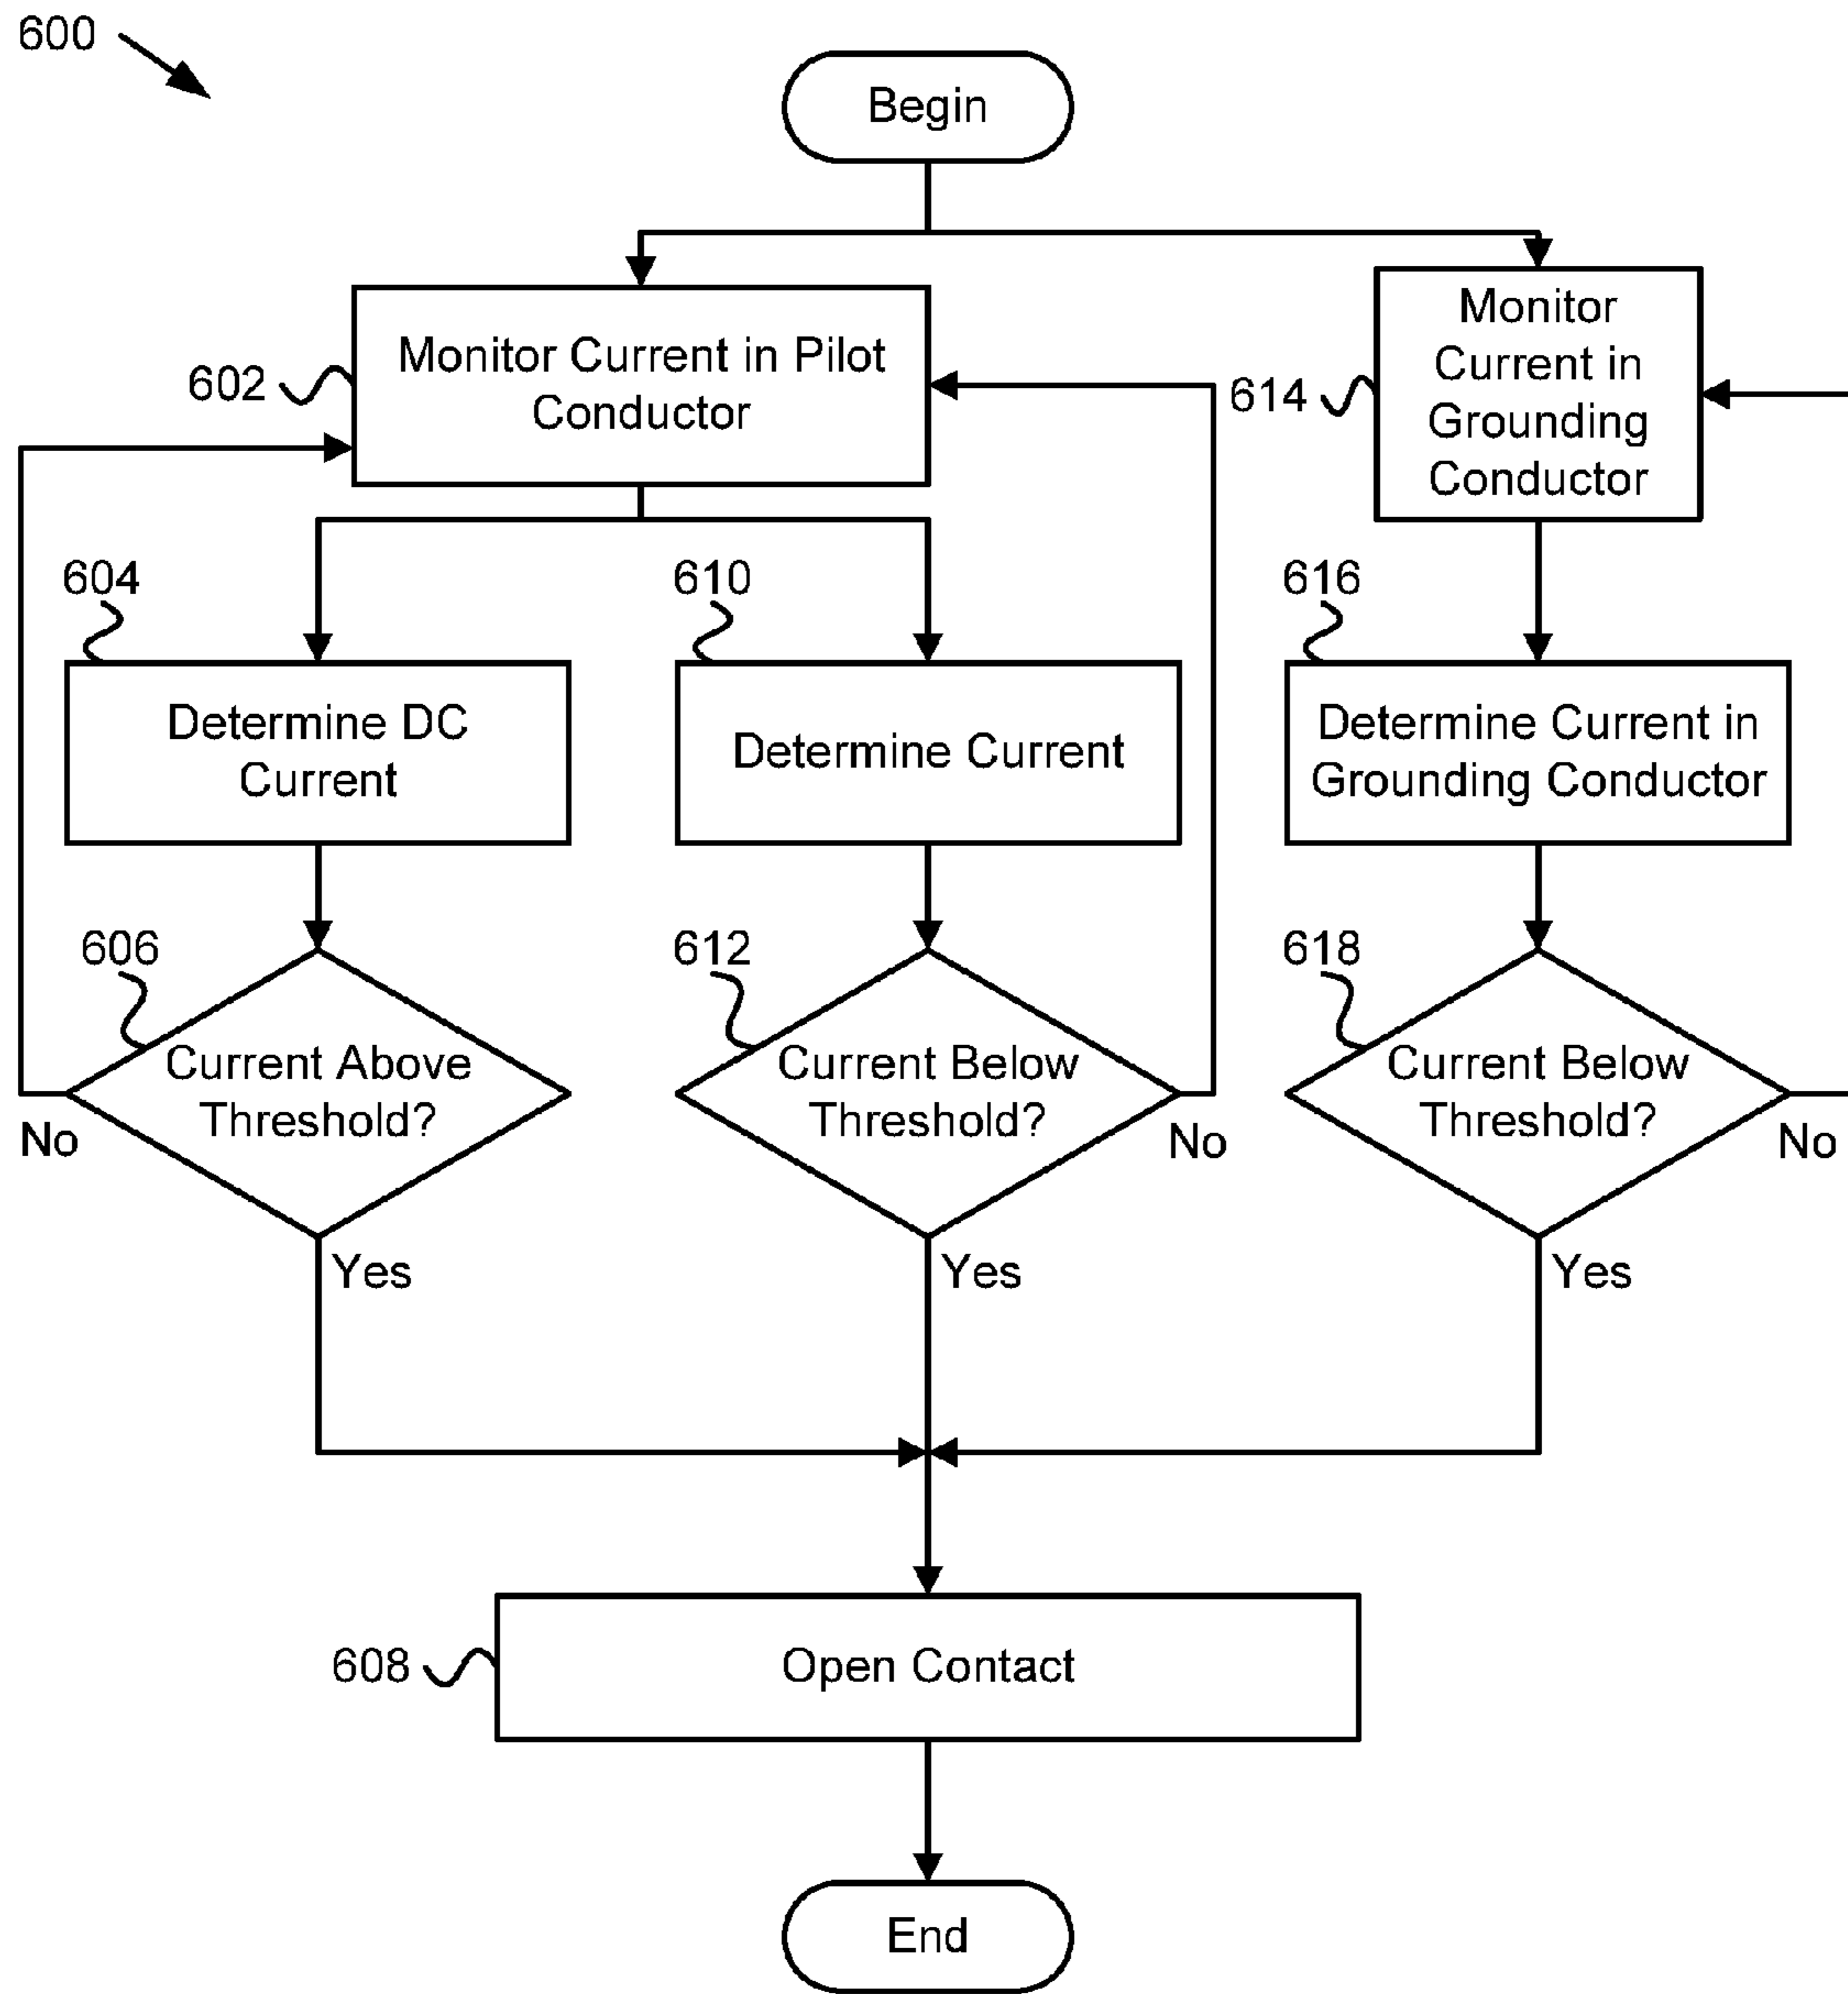 600
Begin
602
Monitor Current in Pilot
Conductor
614
Monitor
Current in
Grounding
Conductor
604
610
616
Determine DC
Current
Determine Current
Determine Current in
Grounding Conductor
606
612
618
Current Above
Threshold?
Current Below
Threshold?
Current Below
Threshold?
No
No
No
Yes
Yes
Yes
608
Open Contact
End